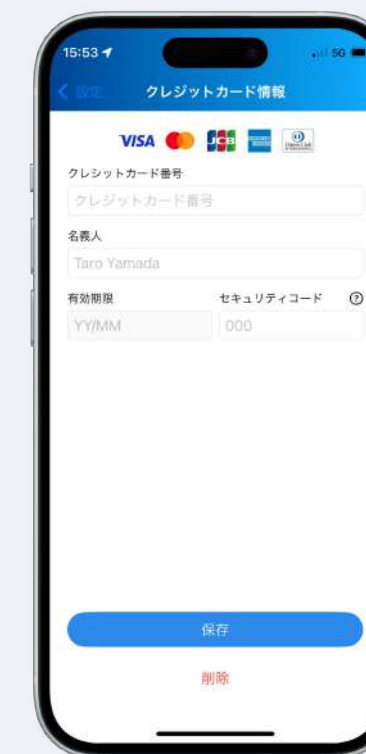 15:53
5G
設定
クレジットカード情報
VISA
JCB
クレジットカード番号
クレジットカード番号
名義人
Taro Yamada
有効期限
セキュリティコード
?
YY/MM
000
保存
削除